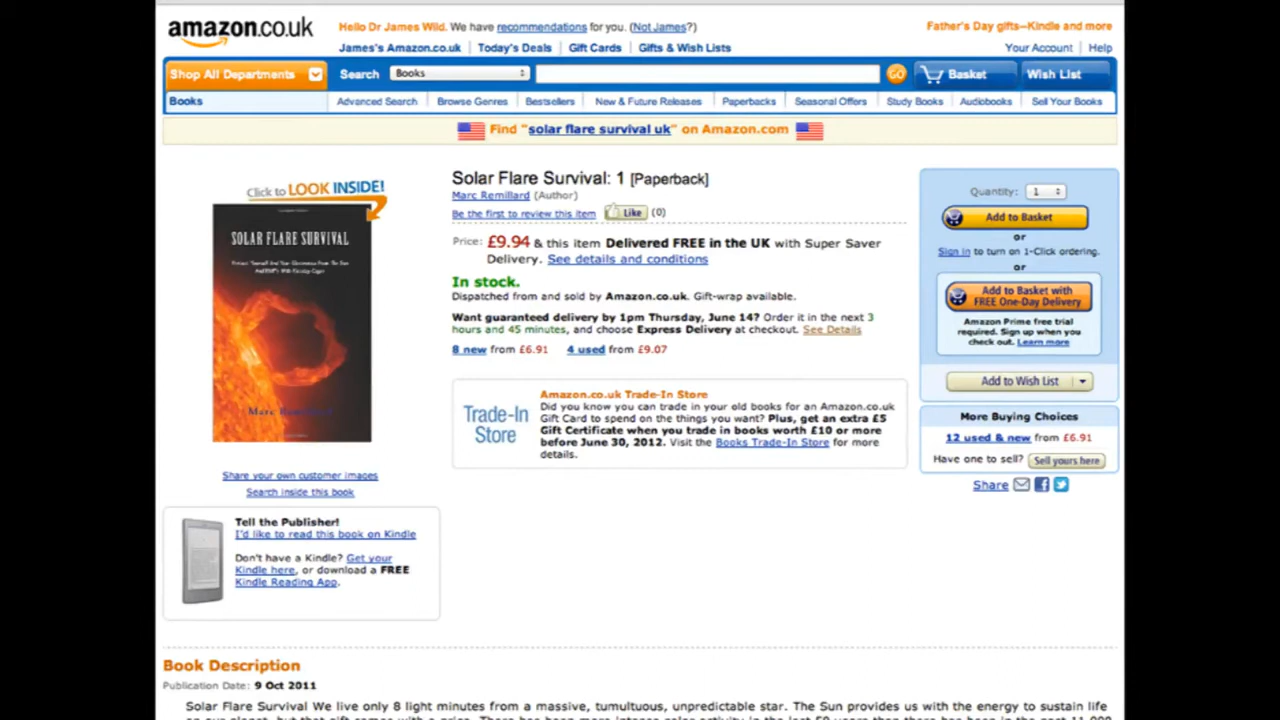 amazon.co.uk
Hello Dr James Wild. We have recommendations for you. (Not James?)
Father's Day gifts—Kindle and more
James's Amazon.co.uk Today's Deals Gift Cards Gifts & Wish Lists
Your Account Help
Shop All Departments Search Books GO Basket Wish List
Books Advanced Search Browse Genres Bestsellers New & Future Releases Paperbacks Seasonal Offers Study Books Audiobooks Sell Your Books
Find "solar flare survival uk" on Amazon.com
Click to LOOK INSIDE!
SOLAR FLARE SURVIVAL
Marc
Share your own customer images
Search inside this book
Tell the Publisher!
I'd like to read this book on Kindle
Don't have a Kindle? Get your
Kindle here, or download a FREE
Kindle Reading App.
Solar Flare Survival: 1 [Paperback]
Marc Remillard (Author)
Be the first to review this item Like (0)
Price: £9.94 & this item Delivered FREE in the UK with Super Saver
Delivery. See details and conditions
In stock.
Dispatched from and sold by Amazon.co.uk. Gift-wrap available.
Want guaranteed delivery by 1pm Thursday, June 14? Order it in the next 3
hours and 45 minutes, and choose Express Delivery at checkout. See Details
8 new from £6.91 4 used from £9.07
Trade-In
Store
Amazon.co.uk Trade-In Store
Did you know you can trade in your old books for an Amazon.co.uk
Gift Card to spend on the things you want? Plus, get an extra £5
Gift Certificate when you trade in books worth £10 or more
before June 30, 2012. Visit the Books Trade-In Store for more
details.
Quantity: 1
Add to Basket
or
Sign in to turn on 1-Click ordering.
or
Add to Basket with
FREE One-Day Delivery
Amazon Prime free trial
required. Sign up when you
check out. Learn more
Add to Wish List
More Buying Choices
12 used & new from £6.91
Have one to sell? Sell yours here
Share
Book Description
Publication Date: 9 Oct 2011
Solar Flare Survival We live only 8 light minutes from a massive, tumultuous, unpredictable star. The Sun provides us with the energy to sustain life